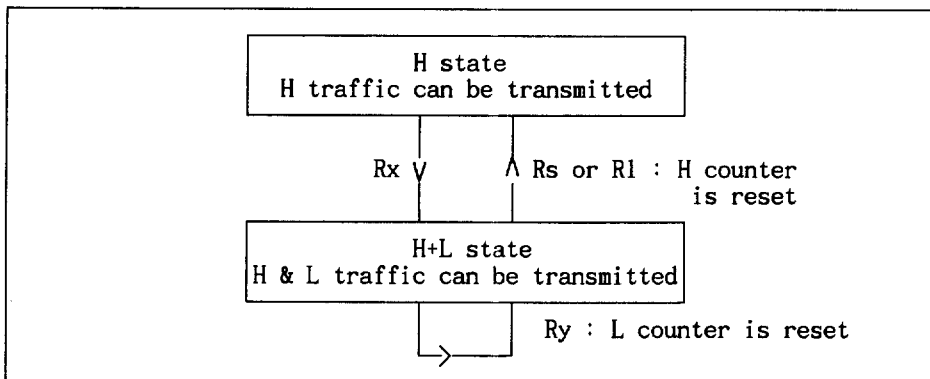 H state
H traffic can be transmitted
Rx
Rs or Rl : H counter
is reset
H+L state
H & L traffic can be transmitted
Ry : L counter is reset